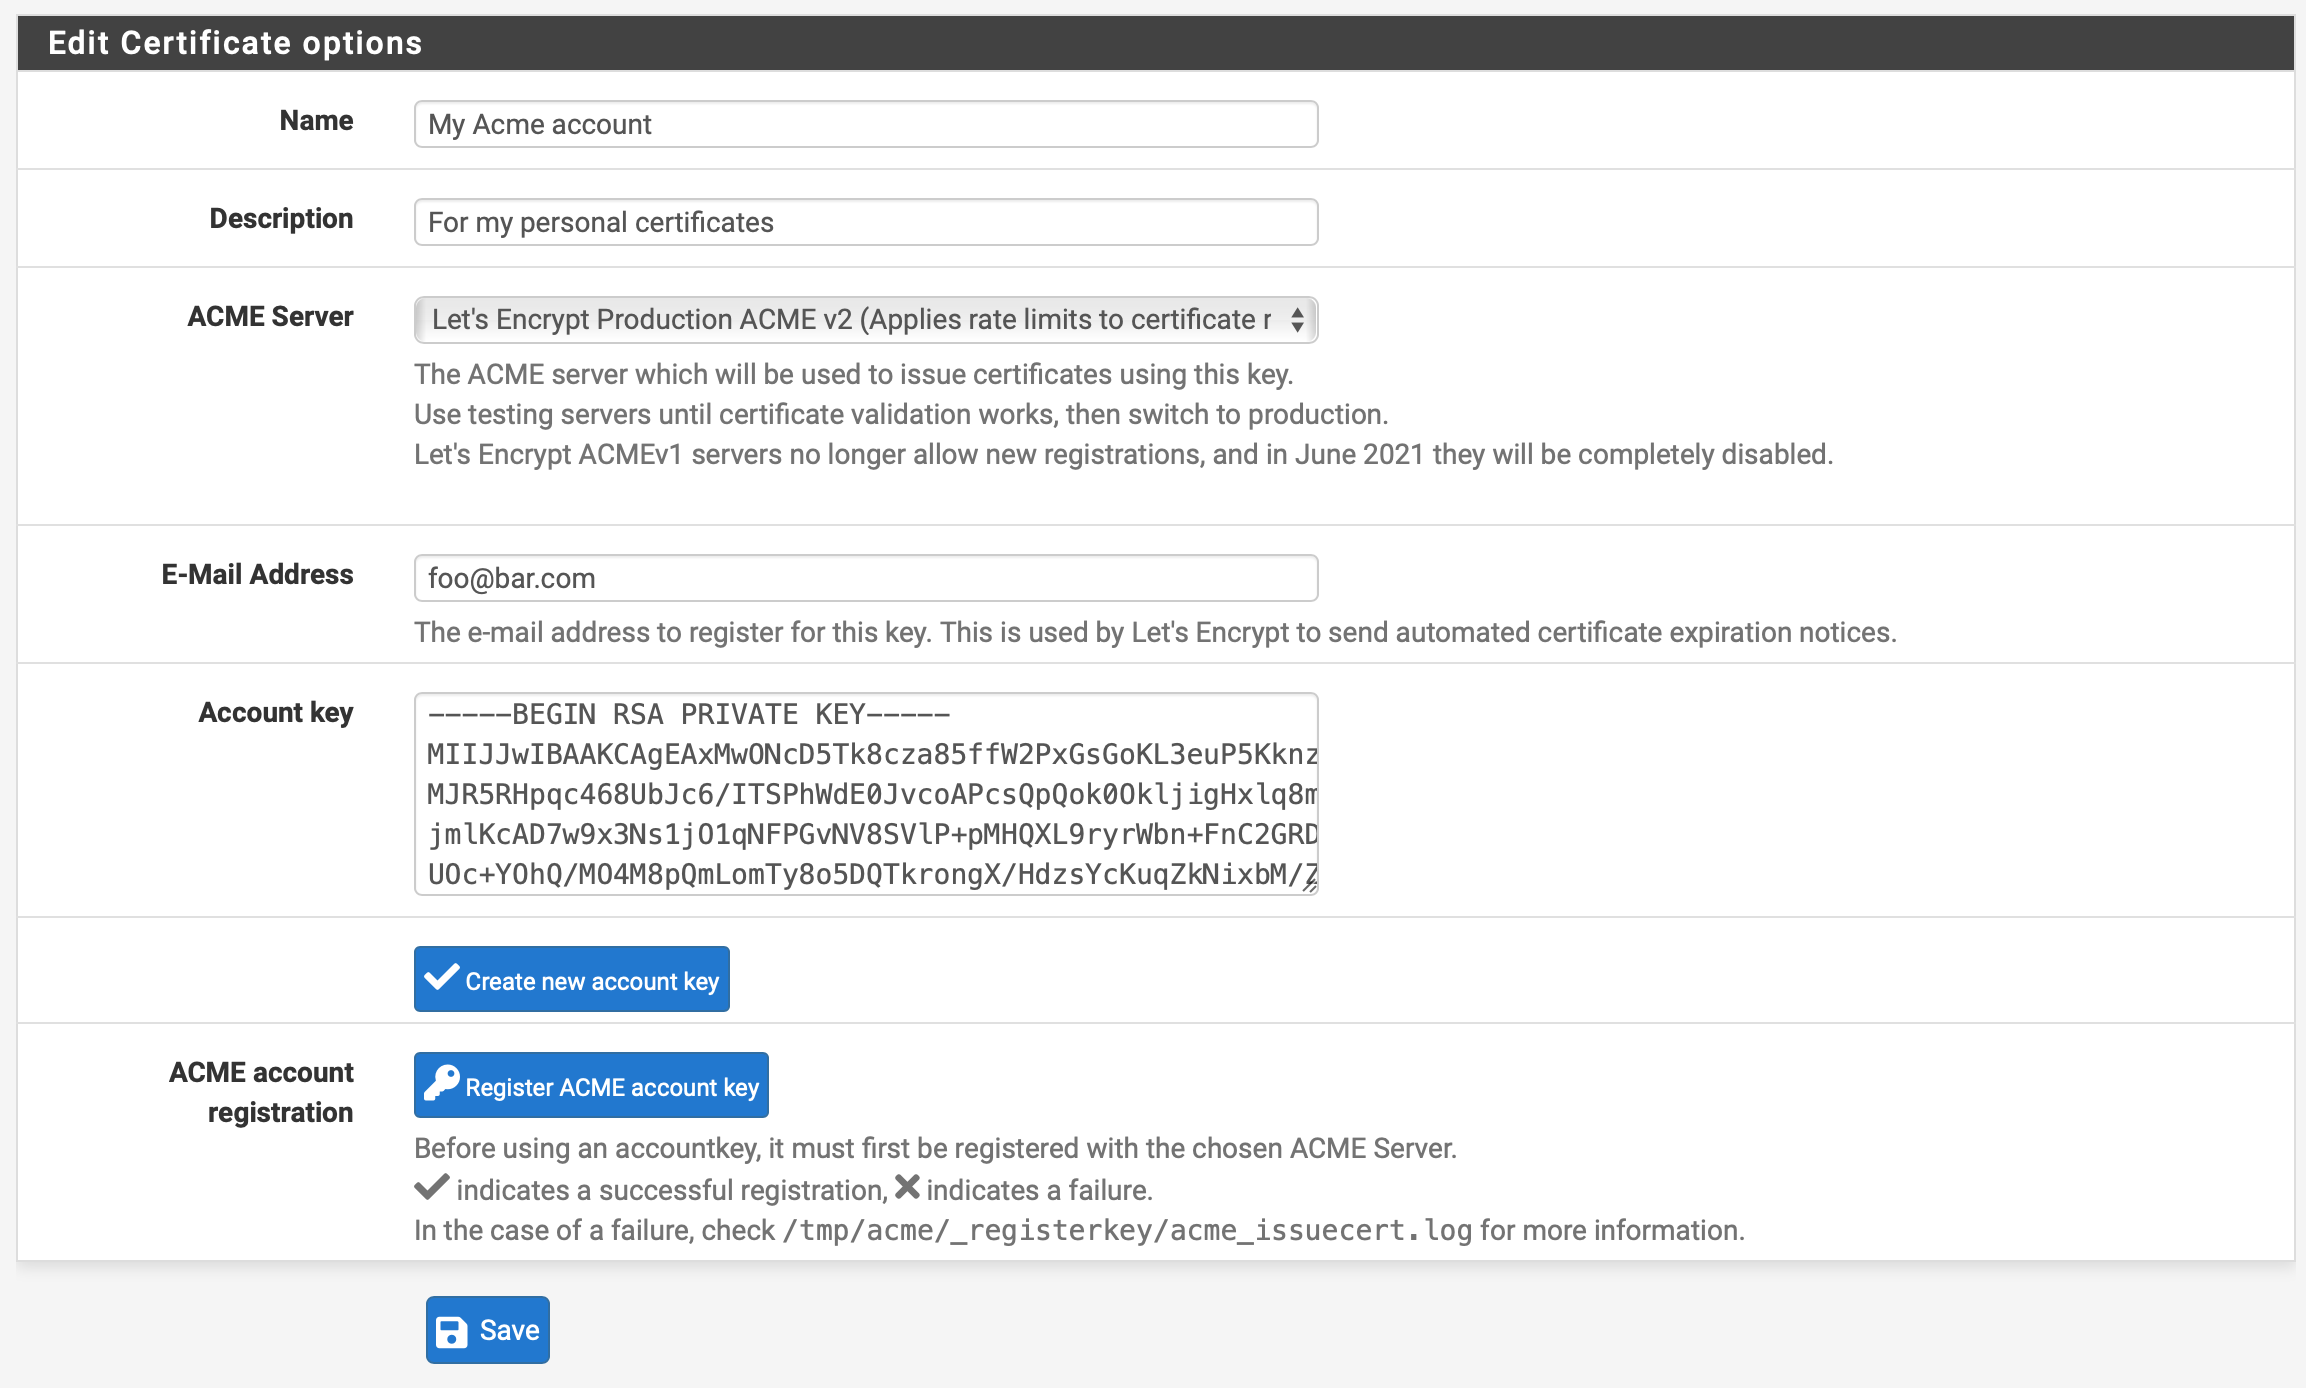 Edit Certificate options
Name
My Acme account
Description
For my personal certificates
ACME Server
Let's Encrypt Production ACME v2 (Applies rate limits to certificate r
The ACME server which will be used to issue certificates using this key.
Use testing servers until certificate validation works, then switch to production.
Let's Encrypt ACMEv1 servers no longer allow new registrations, and in June 2021 they will be completely disabled.
E-Mail Address
foo@bar.com
The e-mail address to register for this key. This is used by Let's Encrypt to send automated certificate expiration notices.
Account key
-----BEGIN RSA PRIVATE KEY-----
MIIJJwIBAAKCAgEAxMwONcD5Tk8cza85ffW2PxGsGoKL3euP5Kknz
MJR5RHpqc468UbJc6/ITSPhWdE0JvcoAPcsQpQok0OkljigHxlq8m
jmlKcAD7w9x3Ns1jO1qNFPGvNV8SVlP+pMHQXL9ryrWbn+FnC2GRD
UOc+YOhQ/MO4M8pQmLomTy8o5DQTkrongX/HdzsYcKuqZkNixbM/Z
Create new account key
ACME account
registration
Register ACME account key
Before using an accountkey, it must first be registered with the chosen ACME Server.
✔ indicates a successful registration, ✖ indicates a failure.
In the case of a failure, check /tmp/acme/_registerkey/acme_issuecert.log for more information.
Save